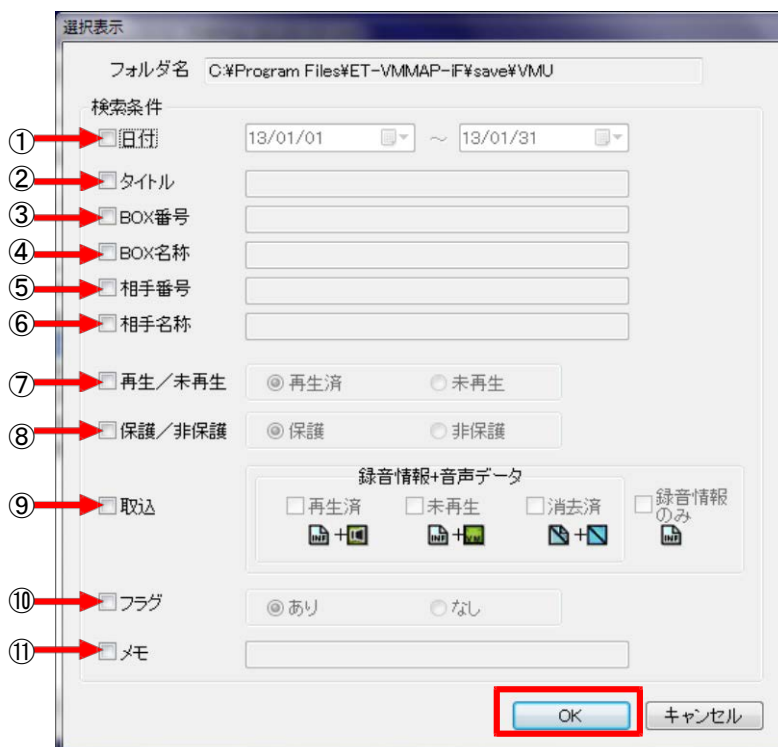 選択表示
フォルダ名 C:¥Program Files¥ET-VMMAP-iF¥save¥VMU
検索条件
① 日付 13/01/01 ～ 13/01/31
② タイトル
③ BOX番号
④ BOX名称
⑤ 相手番号
⑥ 相手名称
⑦ 再生／未再生 再生済 未再生
⑧ 保護／非保護 保護 非保護
録音情報+音声データ
⑨ 取込 再生済 未再生 消去済 録音情報
のみ
INF + INF + VM + INF
⑩ フラグ あり なし
⑪ メモ
OK キャンセル